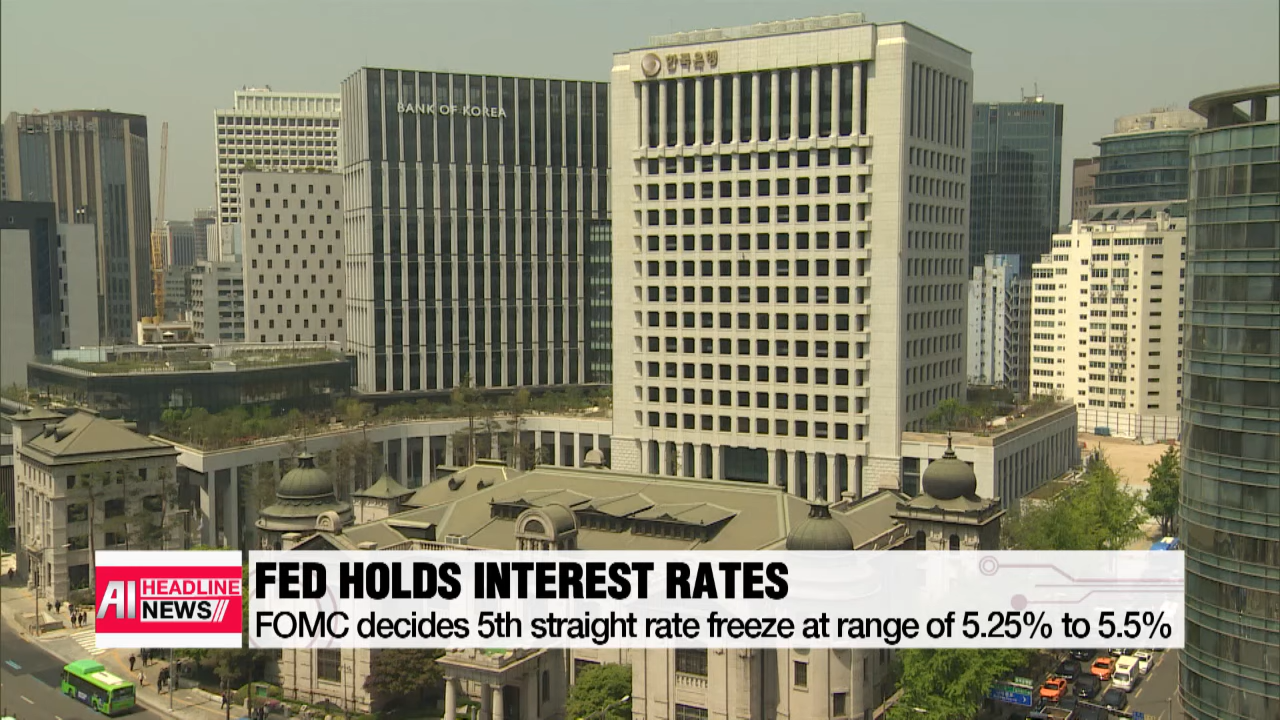 한국은행
BANK OF KOREA
AI HEADLINE
NEWS//
FED HOLDS INTEREST RATES
FOMC decides 5th straight rate freeze at range of 5.25% to 5.5%